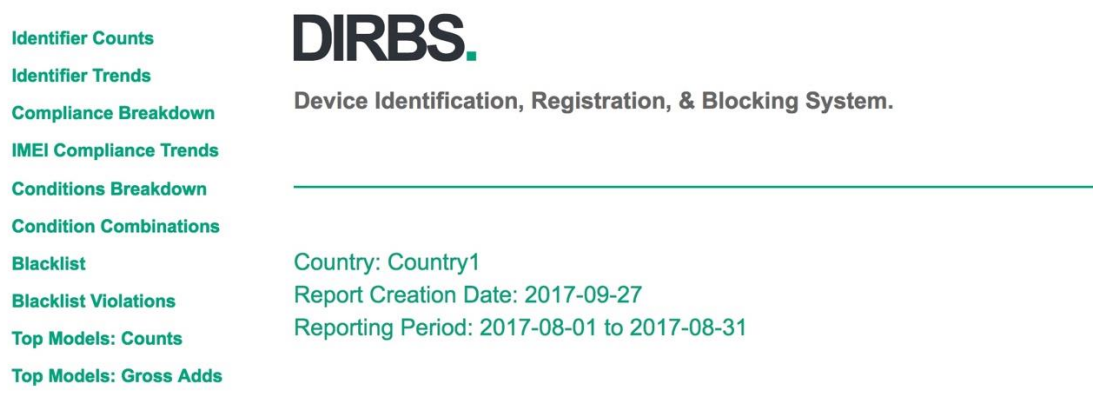 Identifier Counts
Identifier Trends
Compliance Breakdown
IMEI Compliance Trends
Conditions Breakdown
Condition Combinations
Blacklist
Blacklist Violations
Top Models: Counts
Top Models: Gross Adds
DIRBS.
Device Identification, Registration, & Blocking System.
Country: Country1
Report Creation Date: 2017-09-27
Reporting Period: 2017-08-01 to 2017-08-31